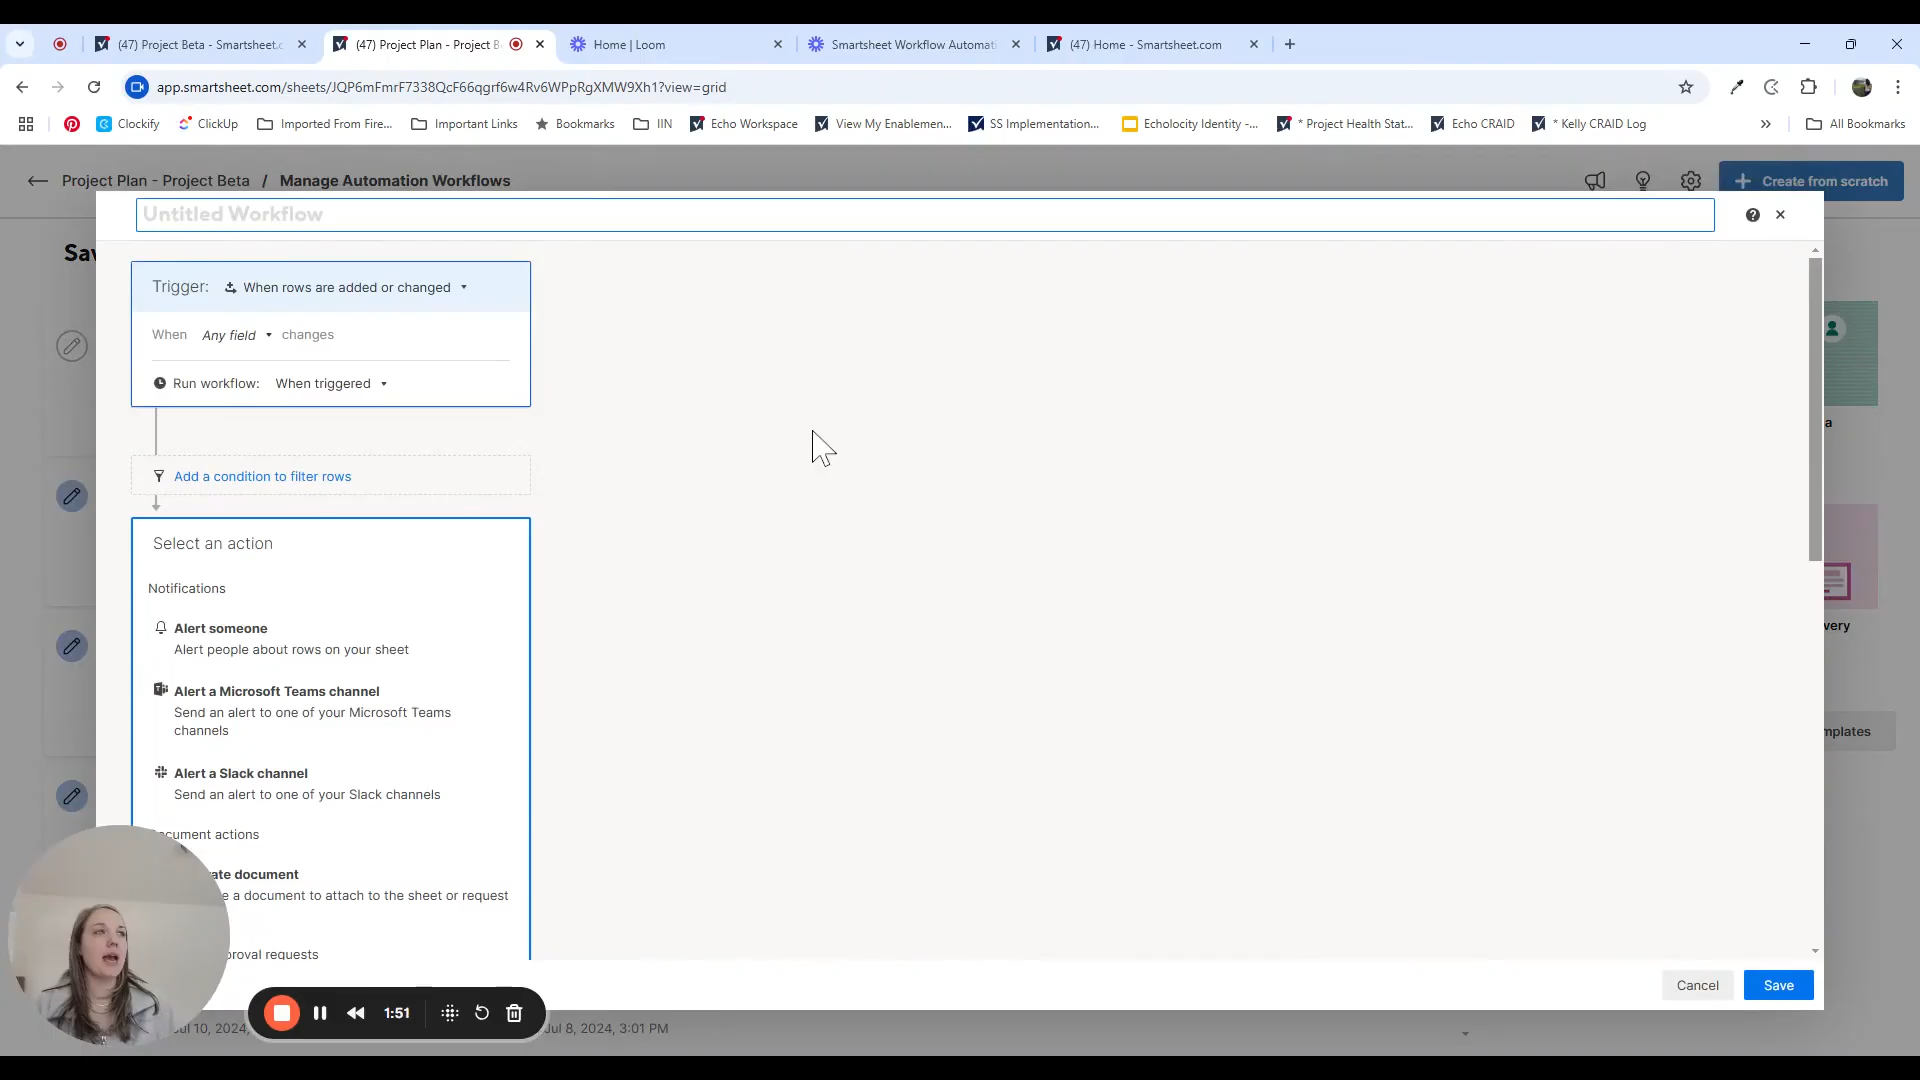 (47) Project Beta - Smartsheet.c
(47) Project Plan - Project B
Home | Loom
Smartsheet Workflow Automati
(47) Home - Smartsheet.com
app.smartsheet.com/sheets/JQP6mFmrF7338QcF66qgrf6w4Rv6WPpRgXMW9Xh1?view=grid
Clockify
ClickUp
Imported From Fire...
Important Links
Bookmarks
IIN
Echo Workspace
View My Enablemen...
SS Implementation...
Echolocity Identity -...
* Project Health Stat...
Echo CRAID
* Kelly CRAID Log
All Bookmarks
Project Plan - Project Beta / Manage Automation Workflows
Create from scratch
Untitled Workflow
Sav
Trigger: When rows are added or changed
When Any field changes
Run workflow: When triggered
Add a condition to filter rows
Select an action
Notifications
Alert someone
Alert people about rows on your sheet
Alert a Microsoft Teams channel
Send an alert to one of your Microsoft Teams
channels
Alert a Slack channel
Send an alert to one of your Slack channels
cument actions
ate document
e a document to attach to the sheet or request
proval requests
a
very
mplates
Cancel
Save
1:51
Jul 10, 2024,
Jul 8, 2024, 3:01 PM